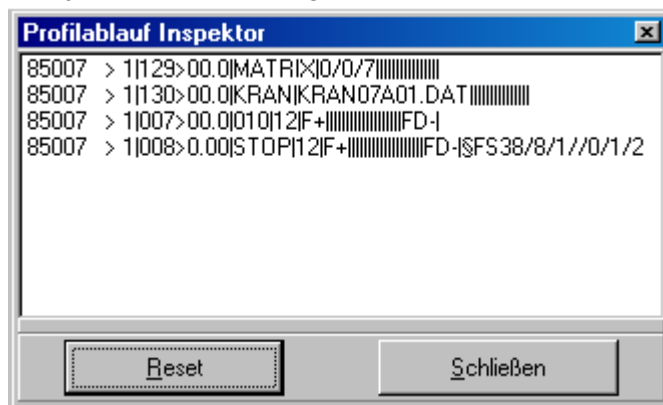 Profilablauf Inspektor
85007 > 1|129>00.0|MATRIX|0/0/7||||||||||||||
85007 > 1|130>00.0|KRAN|KRAN07A01.DAT|||||||||||||
85007 > 1|007>00.0|010|12|F+|||||||||||||||||FD-|
85007 > 1|008>0.00|STOP|12|F+|||||||||||||||||FD-|§FS38/8/1//0/1/2
Reset
Schließen